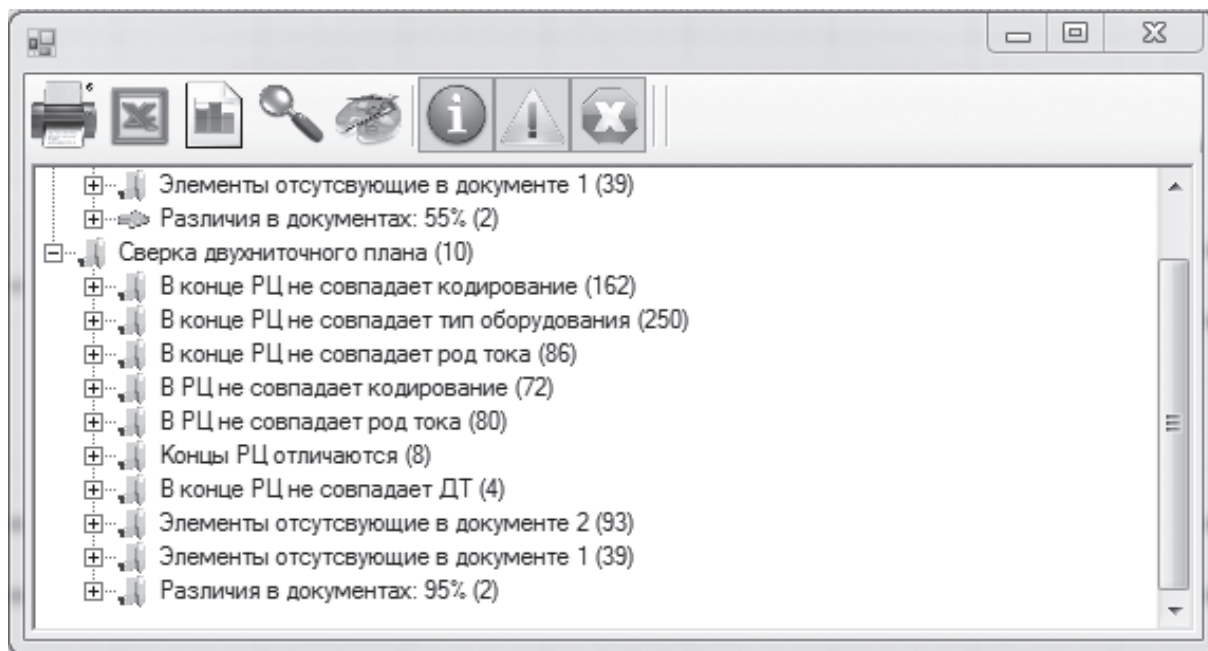 Элементы отсутсвующие в документе 1 (39)
Различия в документах: 55% (2)
Сверка двухниточного плана (10)
В конце РЦ не совпадает кодирование (162)
В конце РЦ не совпадает тип оборудования (250)
В конце РЦ не совпадает род тока (86)
В РЦ не совпадает кодирование (72)
В РЦ не совпадает род тока (80)
Концы РЦ отличаются (8)
В конце РЦ не совпадает ДТ (4)
Элементы отсутсвующие в документе 2 (93)
Элементы отсутсвующие в документе 1 (39)
Различия в документах: 95% (2)